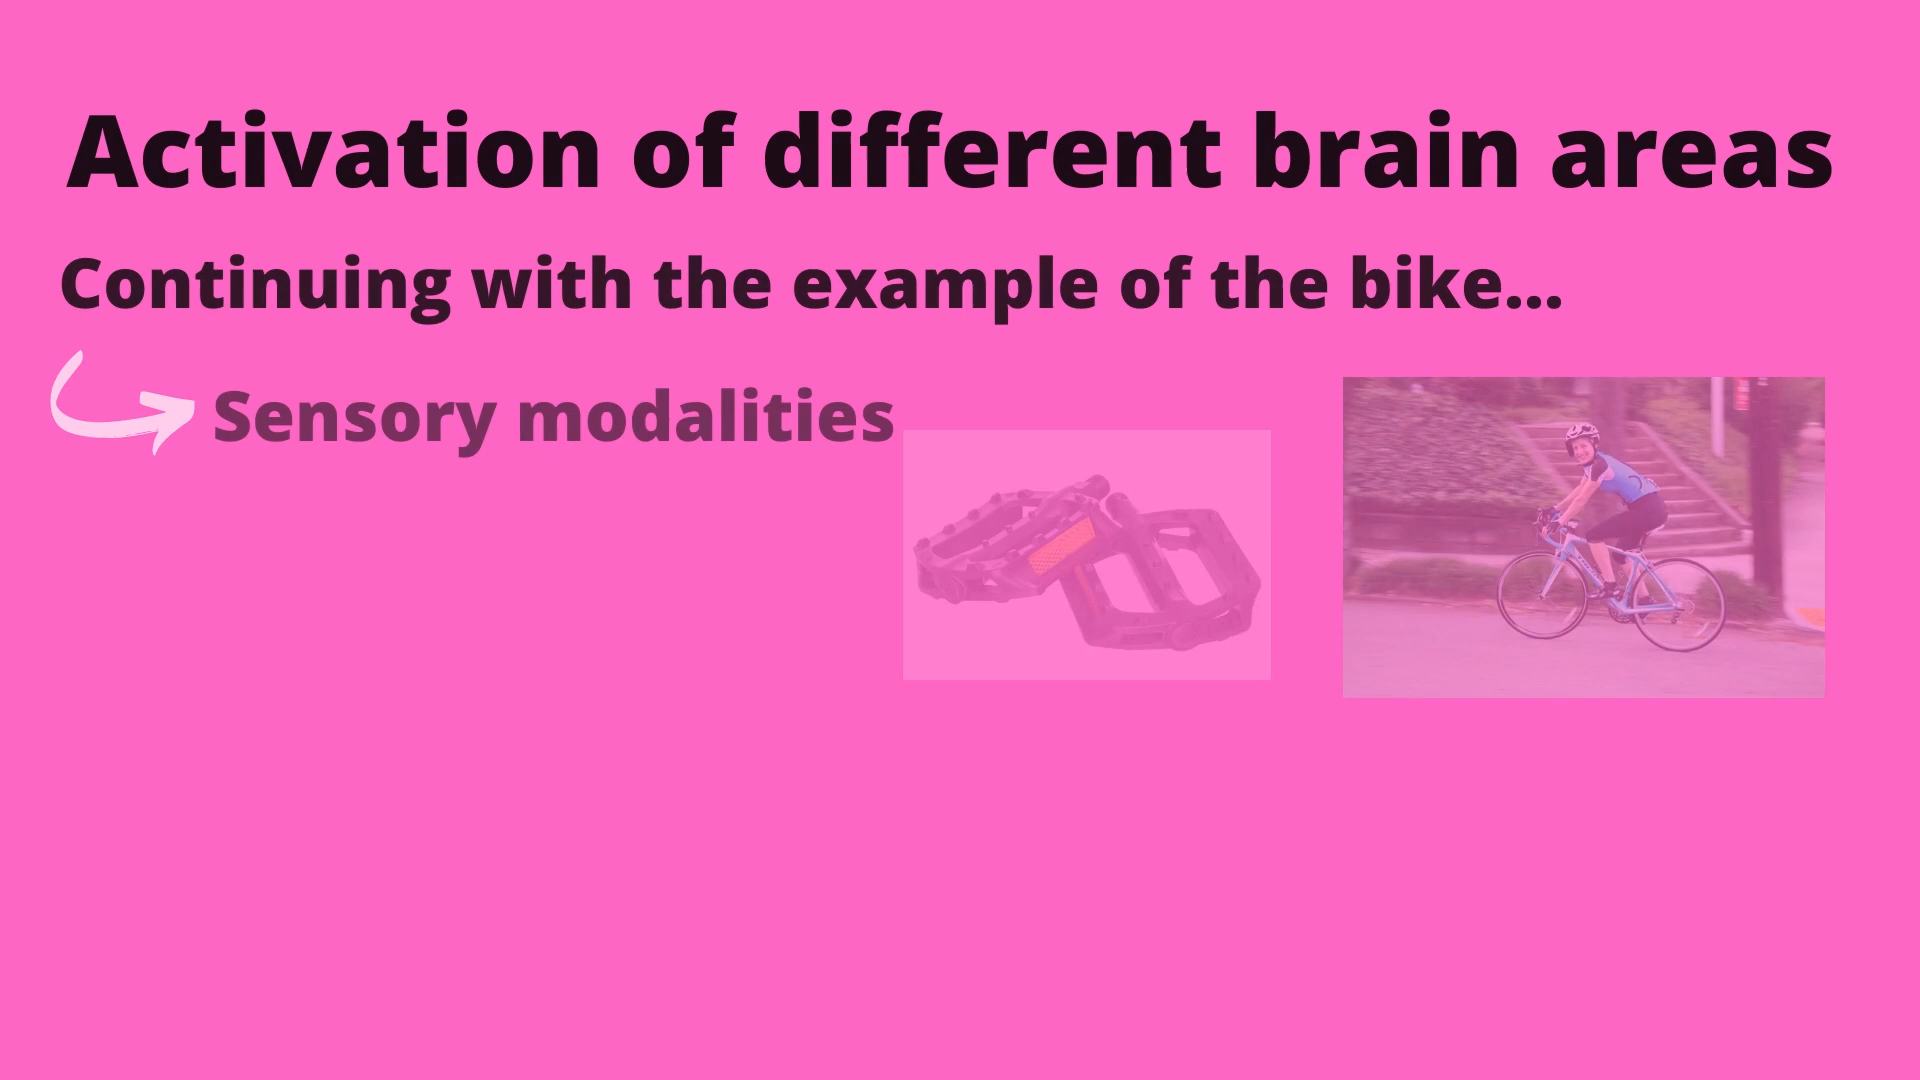 Activation of different brain areas
Continuing with the example of the bike...
Sensory modalities